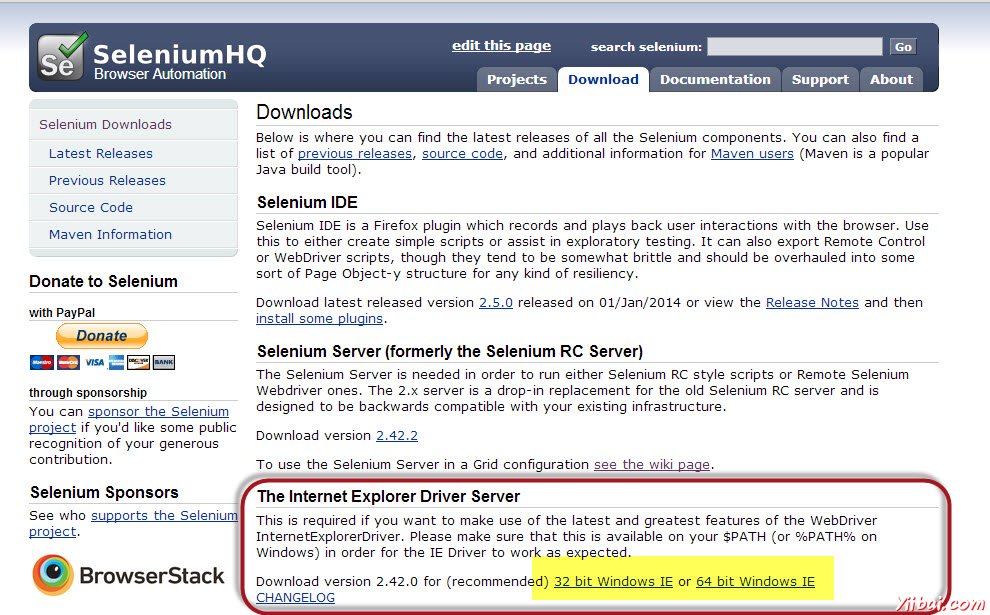 SeleniumHQ
Browser Automation
Se
edit this page
search selenium:
Go
Projects
Download
Documentation
Support
About
Selenium Downloads
Latest Releases
Previous Releases
Source Code
Maven Information
Donate to Selenium
with PayPal
Donate
Maestro
MasterCard
VISA
DISCOVER
BANK
through sponsorship
You can sponsor the Selenium
project if you'd like some public
recognition of your generous
contribution.
Selenium Sponsors
See who supports the Selenium
project.
BrowserStack
Downloads
Below is where you can find the latest releases of all the Selenium components. You can also find a
list of previous releases, source code, and additional information for Maven users (Maven is a popular
Java build tool).
Selenium IDE
Selenium IDE is a Firefox plugin which records and plays back user interactions with the browser. Use
this to either create simple scripts or assist in exploratory testing. It can also export Remote Control
or WebDriver scripts, though they tend to be somewhat brittle and should be overhauled into some
sort of Page Object-y structure for any kind of resiliency.
Download latest released version 2.5.0 released on 01/Jan/2014 or view the Release Notes and then
install some plugins.
Selenium Server (formerly the Selenium RC Server)
The Selenium Server is needed in order to run either Selenium RC style scripts or Remote Selenium
Webdriver ones. The 2.x server is a drop-in replacement for the old Selenium RC server and is
designed to be backwards compatible with your existing infrastructure.
Download version 2.42.2
To use the Selenium Server in a Grid configuration see the wiki page.
The Internet Explorer Driver Server
This is required if you want to make use of the latest and greatest features of the WebDriver
InternetExplorerDriver. Please make sure that this is available on your $PATH (or %PATH% on
Windows) in order for the IE Driver to work as expected.
Download version 2.42.0 for (recommended) 32 bit Windows IE or 64 bit Windows IE
CHANGELOG
Yiibai.com